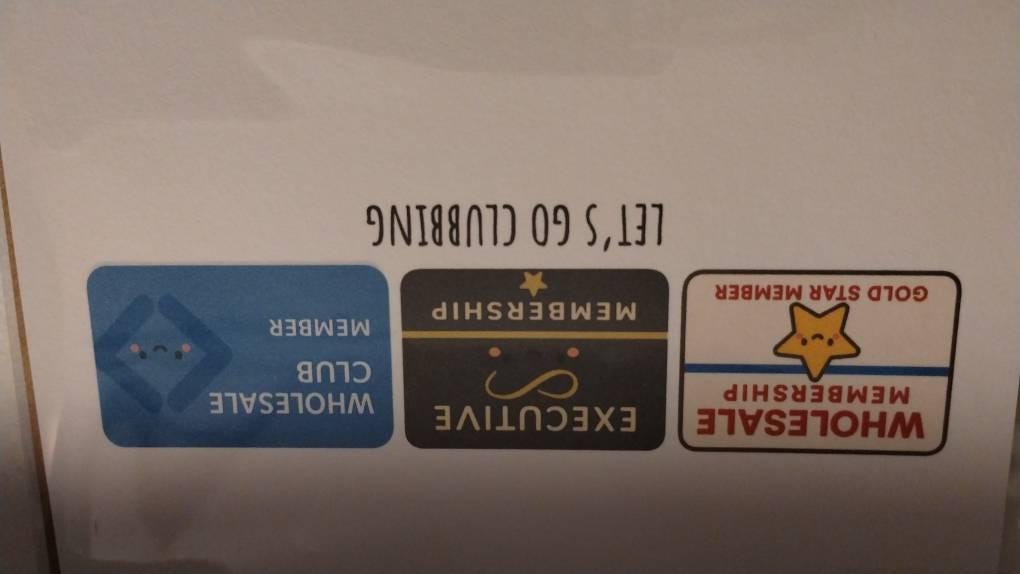 WHOLESALE
MEMBERSHIP
GOLD STAR MEMBER
EXECUTIVE
MEMBERSHIP
WHOLESALE
CLUB
MEMBER
LET'S GO CLUBBING